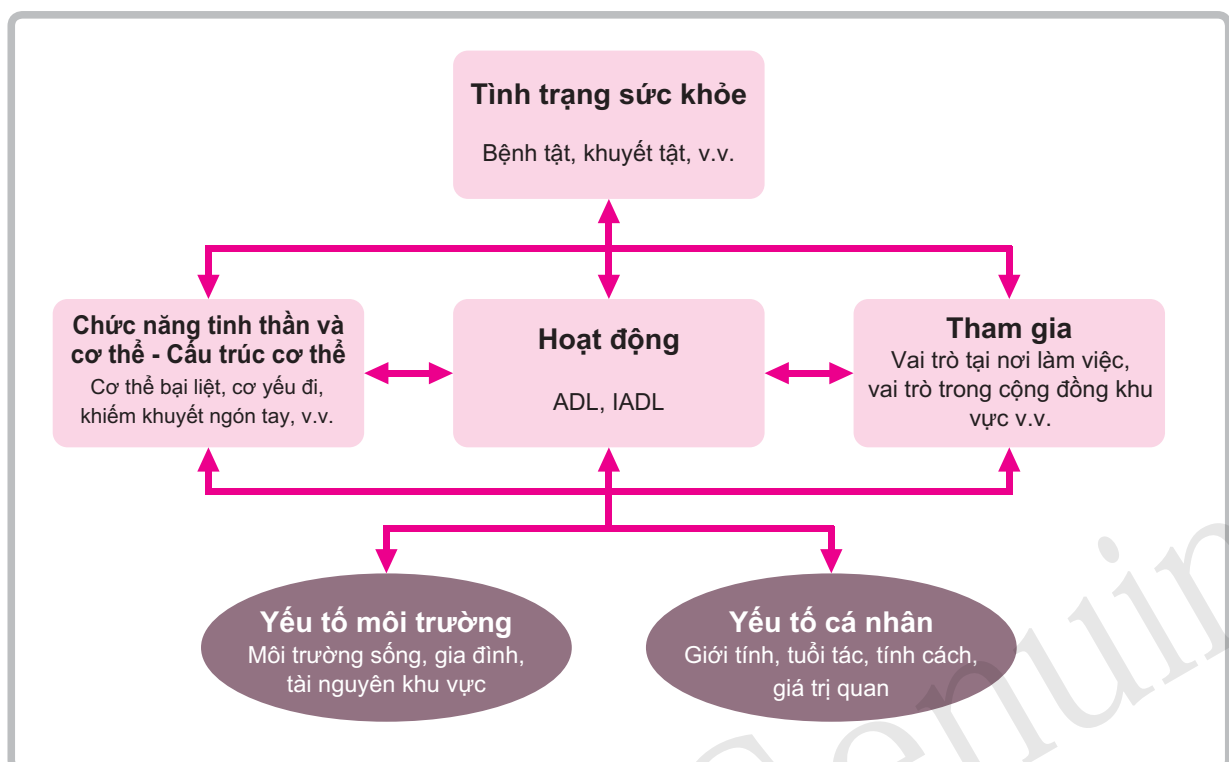 Tình trạng sức khỏe
Bệnh tật, khuyết tật, v.v.
Chức năng tinh thần và
cơ thể - Cấu trúc cơ thể
Cơ thể bại liệt, cơ yếu đi,
khiếm khuyết ngón tay, v.v.
Hoạt động
ADL, IADL
Tham gia
Vai trò tại nơi làm việc,
vai trò trong cộng đồng khu
vực v.v.
Yếu tố môi trường
Môi trường sống, gia đình,
tài nguyên khu vực
Yếu tố cá nhân
Giới tính, tuổi tác, tính cách,
giá trị quan